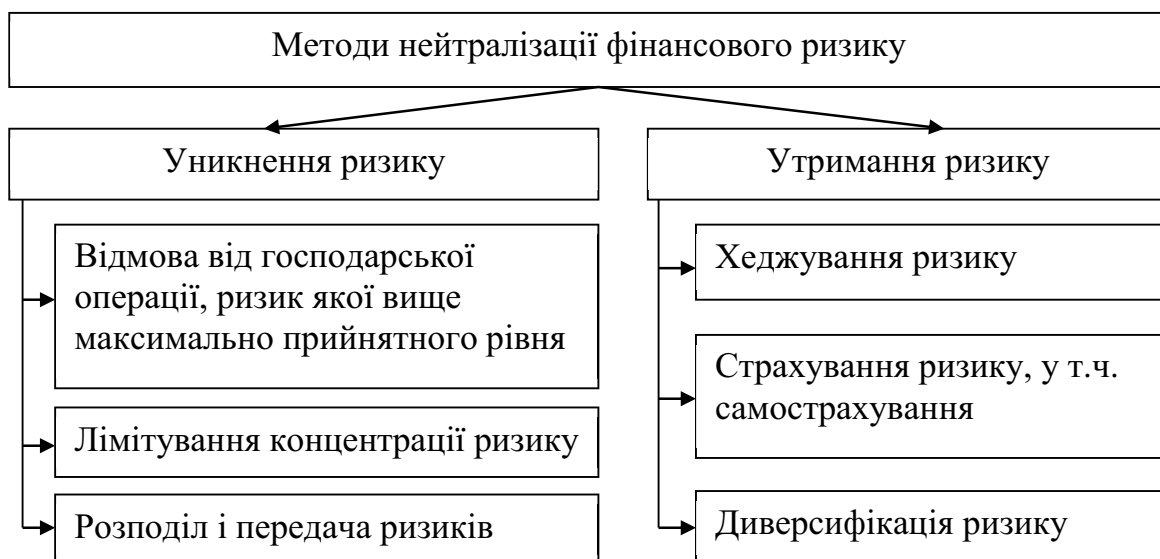 Методи нейтралізації фінансового ризику
Уникнення ризику
Відмова від господарської
операції, ризик якої вище
максимально прийнятного рівня
Лімітування концентрації ризику
Розподіл і передача ризиків
Утримання ризику
Хеджування ризику
Страхування ризику, у т.ч.
самострахування
Диверсифікація ризику